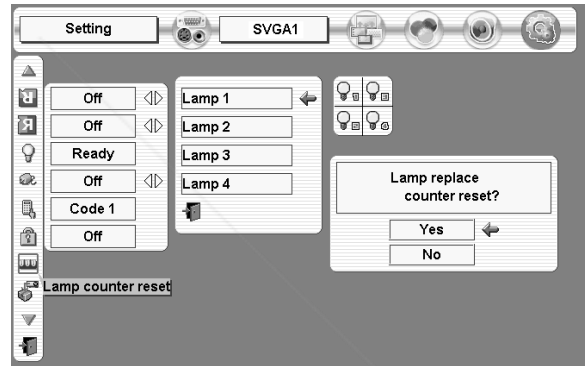 Setting
SVGA1
Off
Off
Ready
Off
Code 1
Off
Lamp counter reset
Lamp 1
Lamp 2
Lamp 3
Lamp 4
Lamp replace
counter reset?
Yes
No